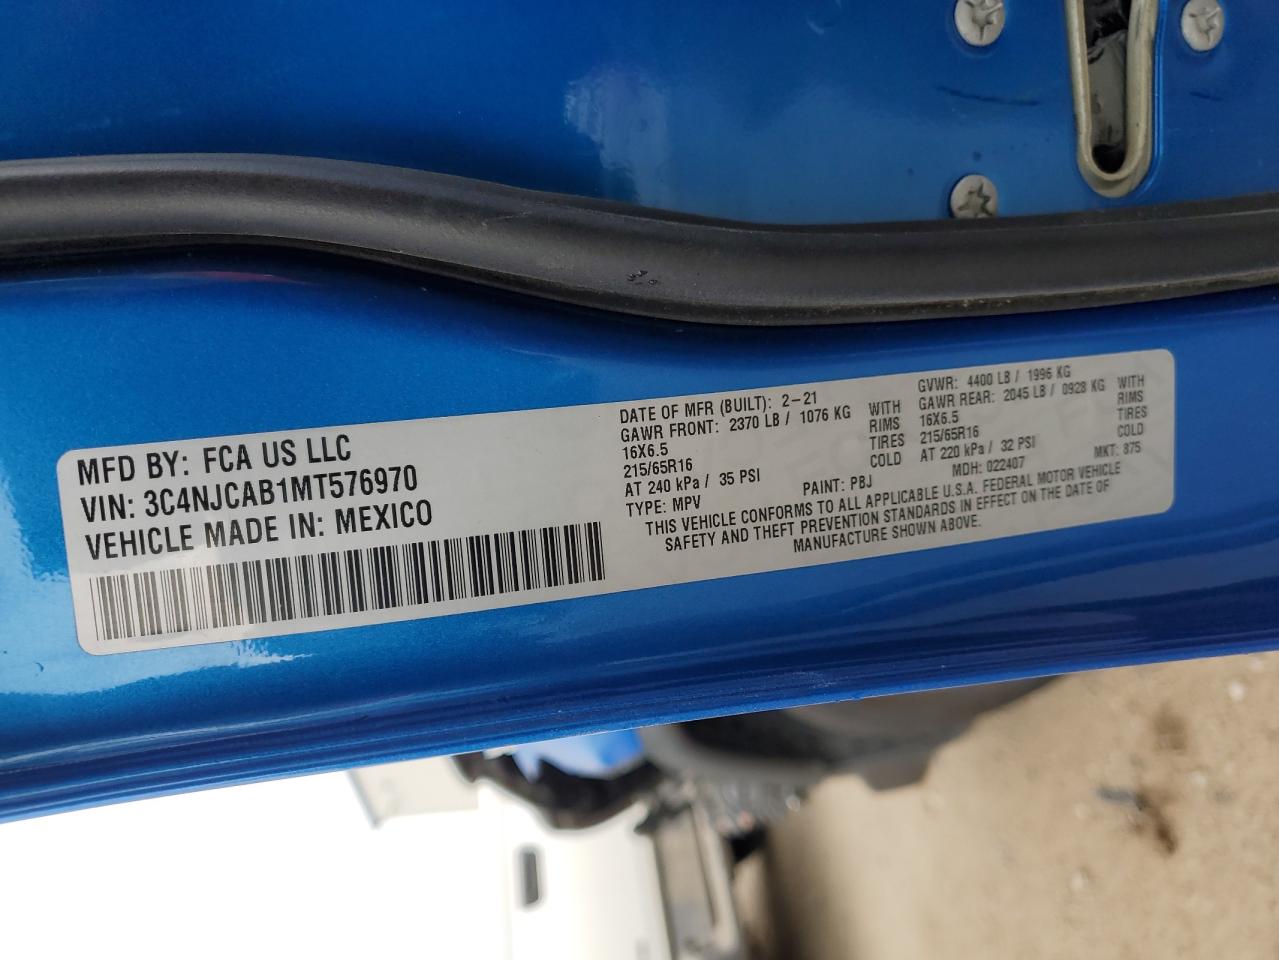 MFD BY: FCA US LLC
VIN: 3C4NJCAB1MT576970
VEHICLE MADE IN: MEXICO
DATE OF MFR (BUILT): 2-21 GVWR: 4400 LB / 1996 KG
GAWR FRONT: 2370 LB / 1076 KG WITH GAWR REAR: 2045 LB / 0928 KG WITH
16X6.5 RIMS 16X6.5 RIMS
215/65R16 TIRES 215/65R16 TIRES
AT 240 kPa / 35 PSI COLD AT 220 kPa / 32 PSI COLD
TYPE: MPV PAINT: PBJ MDH: 022407 MKT: 875
THIS VEHICLE CONFORMS TO ALL APPLICABLE U.S.A. FEDERAL MOTOR VEHICLE
SAFETY AND THEFT PREVENTION STANDARDS IN EFFECT ON THE DATE OF
MANUFACTURE SHOWN ABOVE.